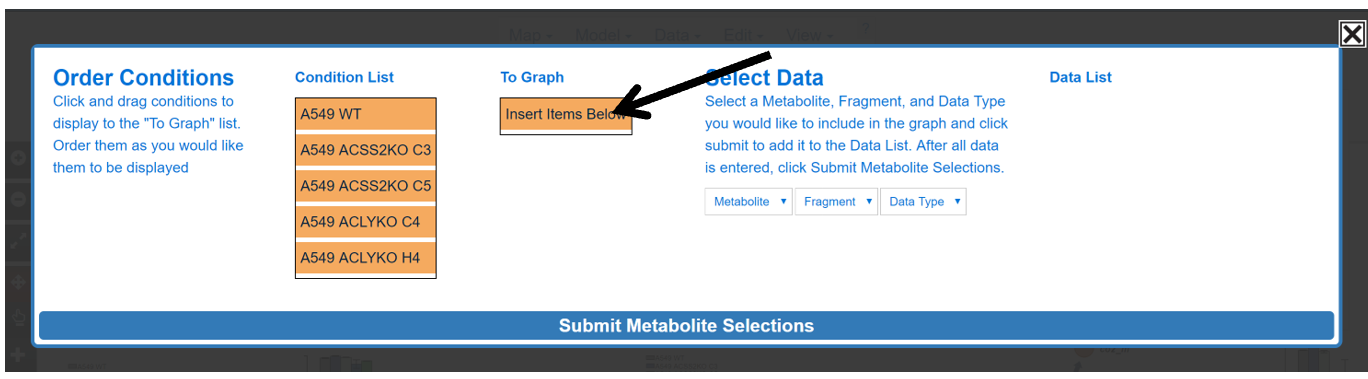 Map - Model - Data - Edit - View -
Order Conditions
Click and drag conditions to
display to the "To Graph" list.
Order them as you would like
them to be displayed
Condition List
A549 WT
A549 ACSS2KO C3
A549 ACSS2KO C5
A549 ACLYKO C4
A549 ACLYKO H4
To Graph
Insert Items Below
Select Data
Select a Metabolite, Fragment, and Data Type
you would like to include in the graph and click
submit to add it to the Data List. After all data
is entered, click Submit Metabolite Selections.
Metabolite
Fragment
Data Type
Data List
Submit Metabolite Selections